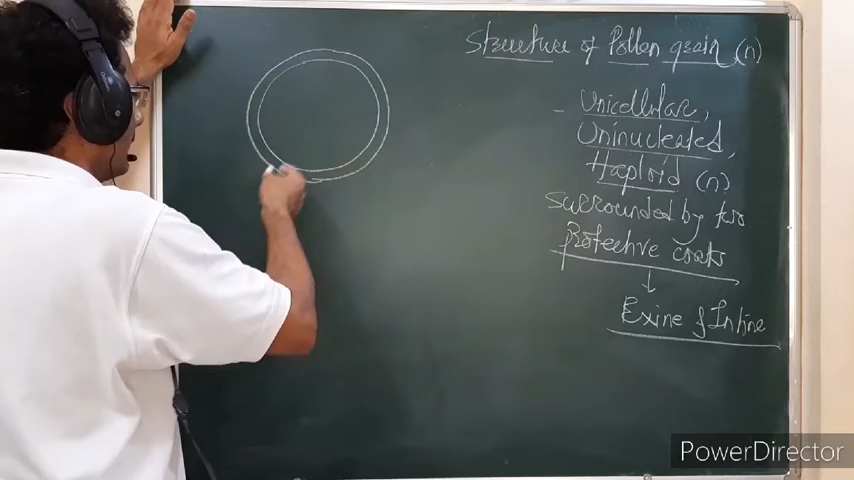 Structure of Pollen grain (n)
- Unicellular,
Uninucleated,
Haploid (n)
surrounded by two
Protective coats
↓
Exine & Intine
PowerDirector